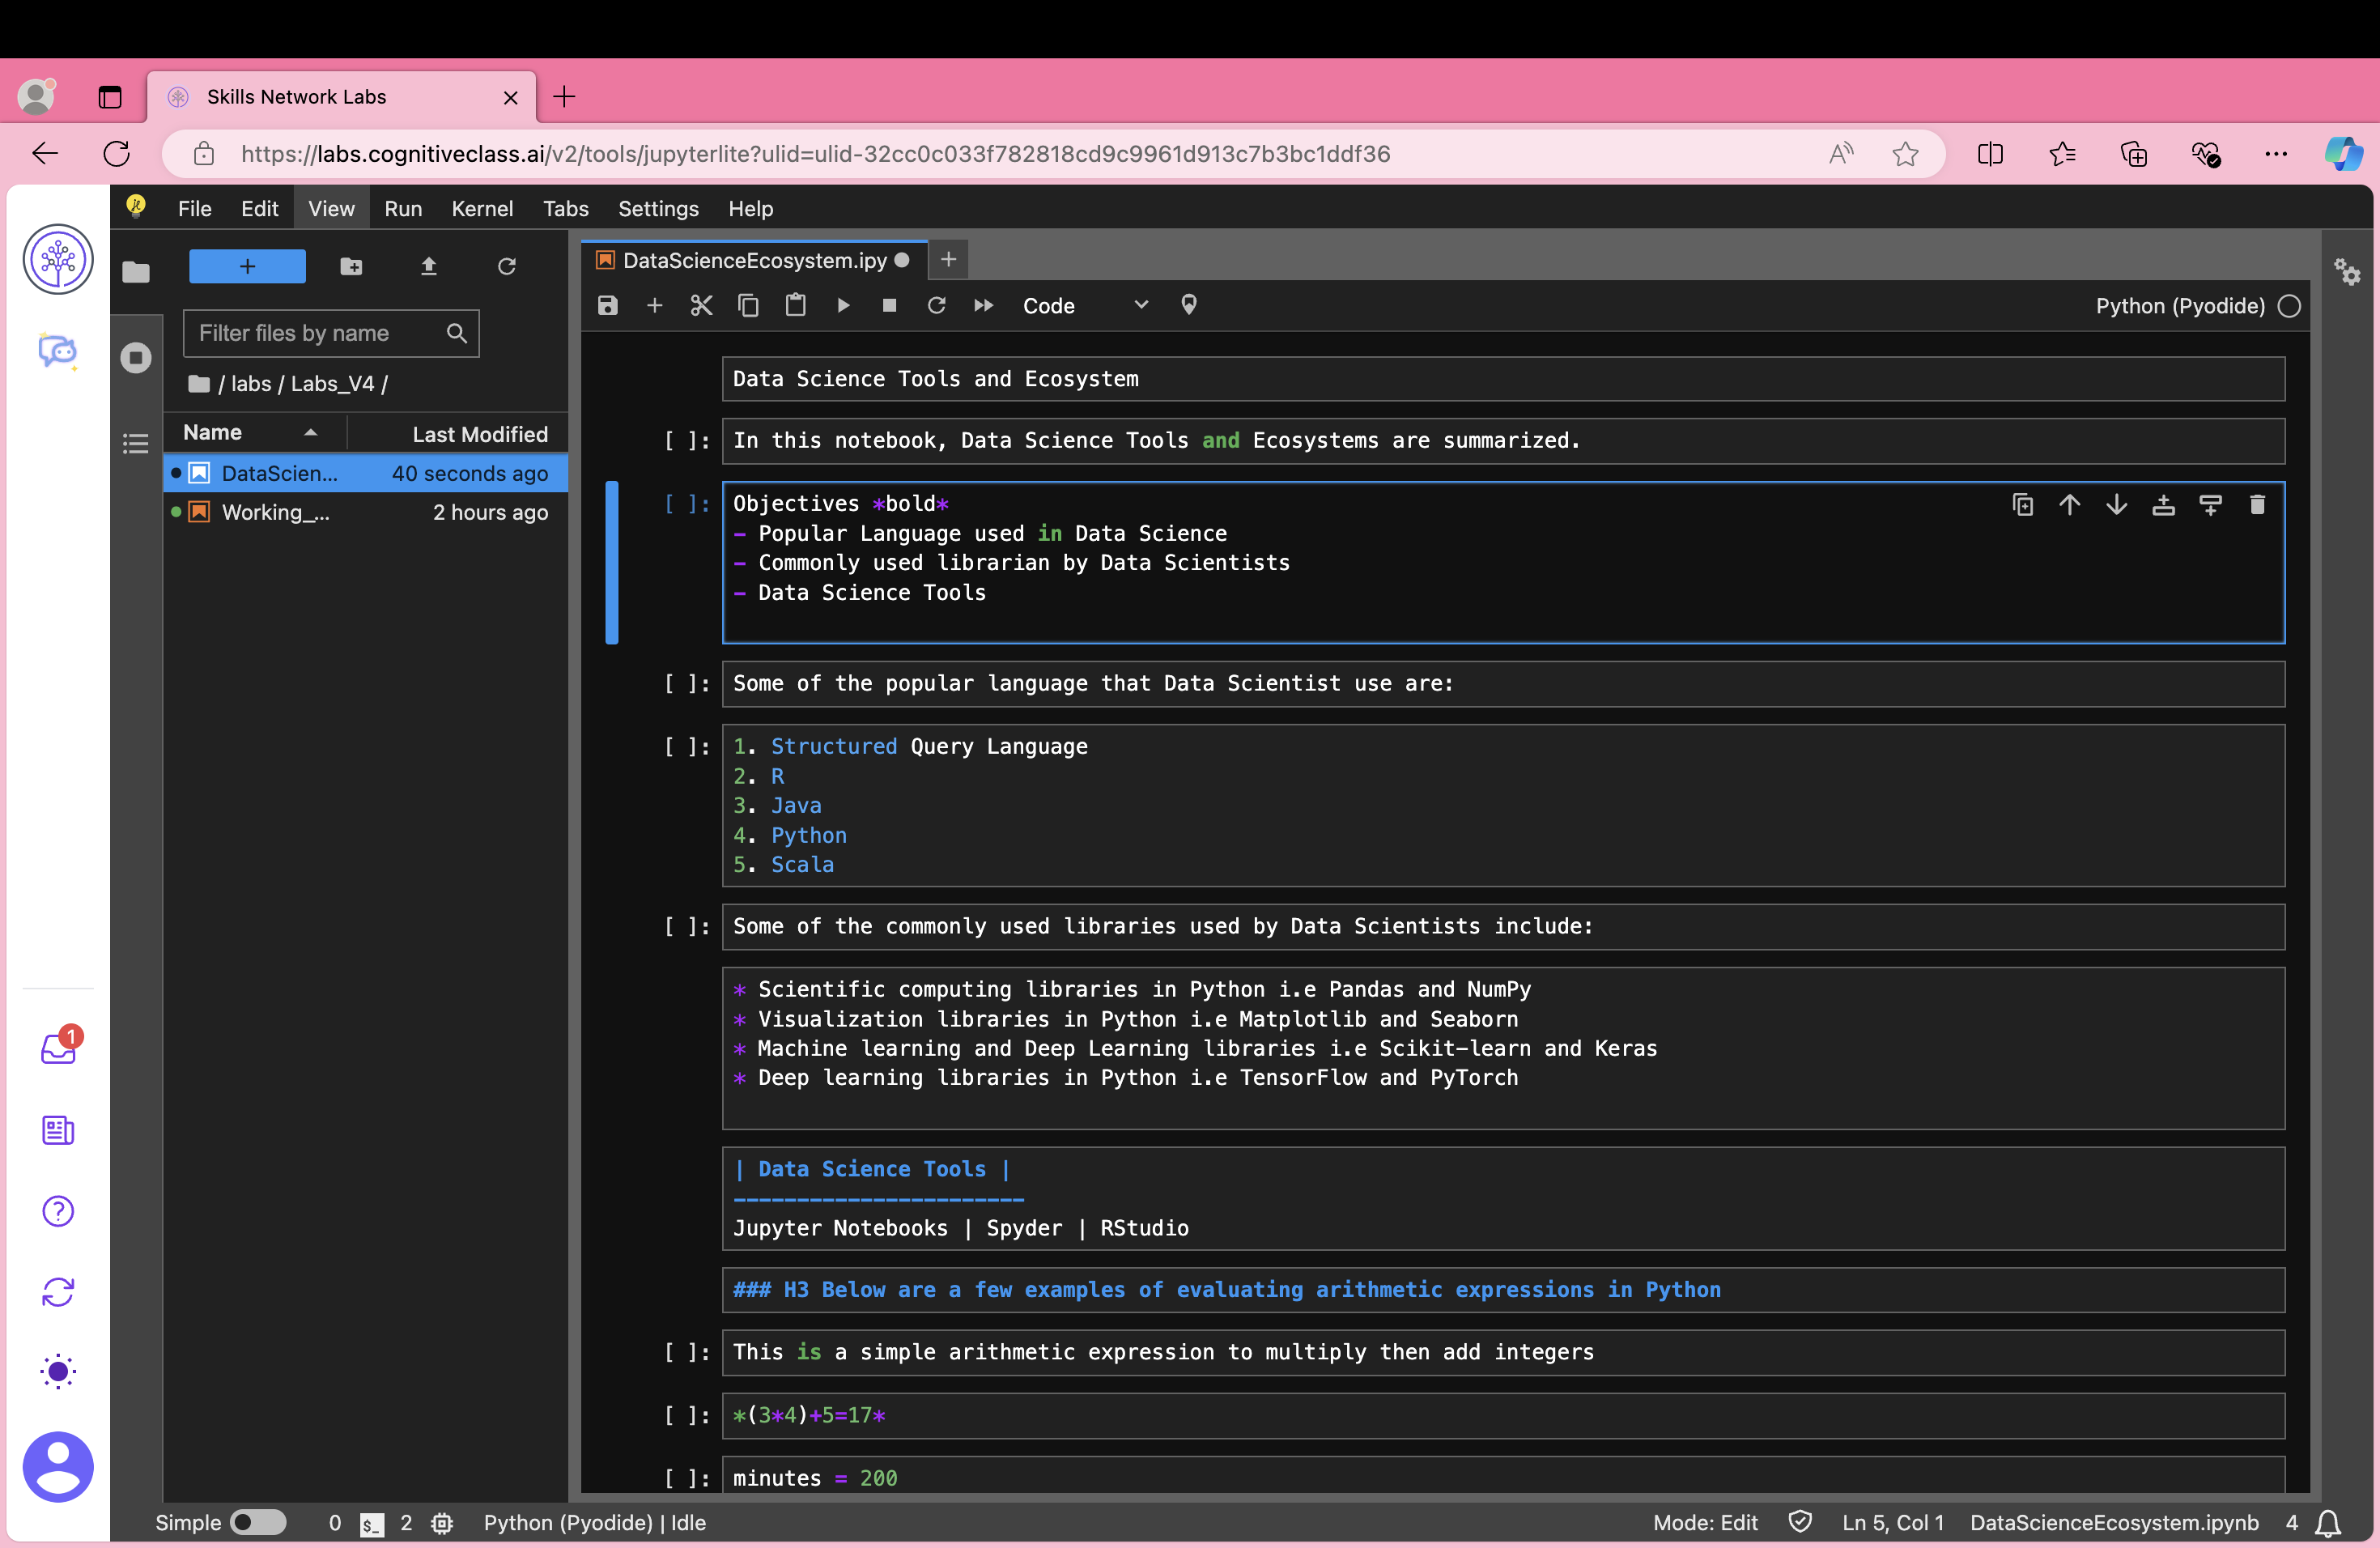 Skills Network Labs
https://labs.cognitiveclass.ai/v2/tools/jupyterlite?ulid=ulid-32cc0c033f782818cd9c9961d913c7b3bc1ddf36
File Edit View Run Kernel Tabs Settings Help
Filter files by name
/ labs / Labs_V4 /
Name Last Modified
DataScien... 40 seconds ago
Working_... 2 hours ago
DataScienceEcosystem.ipy
Code
Python (Pyodide)
Data Science Tools and Ecosystem
[ ]: In this notebook, Data Science Tools and Ecosystems are summarized.
[ ]: Objectives *bold*
- Popular Language used in Data Science
- Commonly used librarian by Data Scientists
- Data Science Tools
[ ]: Some of the popular language that Data Scientist use are:
[ ]: 1. Structured Query Language
2. R
3. Java
4. Python
5. Scala
[ ]: Some of the commonly used libraries used by Data Scientists include:
* Scientific computing libraries in Python i.e Pandas and NumPy
* Visualization libraries in Python i.e Matplotlib and Seaborn
* Machine learning and Deep Learning libraries i.e Scikit-learn and Keras
* Deep learning libraries in Python i.e TensorFlow and PyTorch
| Data Science Tools |
-----------------------
Jupyter Notebooks | Spyder | RStudio
### H3 Below are a few examples of evaluating arithmetic expressions in Python
[ ]: This is a simple arithmetic expression to multiply then add integers
[ ]: *(3*4)+5=17*
[ ]: minutes = 200
1
Simple 0 $_ 2 Python (Pyodide) | Idle
Mode: Edit Ln 5, Col 1 DataScienceEcosystem.ipynb 4